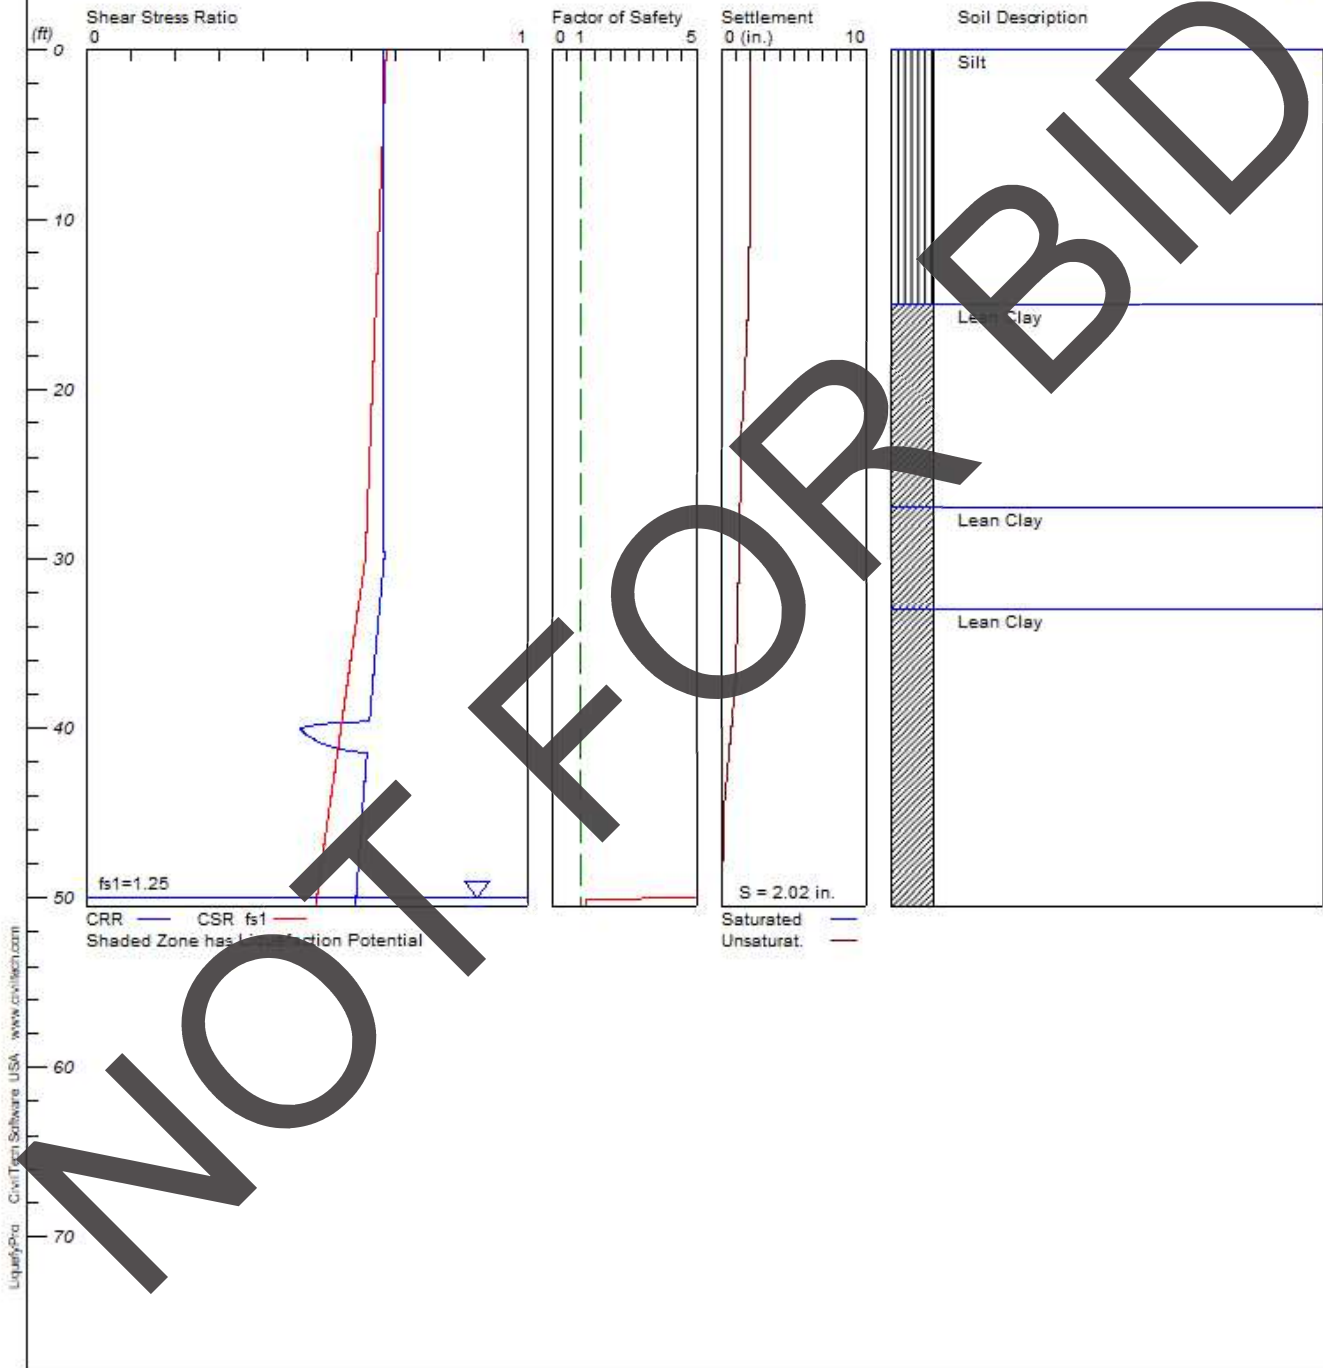 Shear Stress Ratio
Factor of Safety
Settlement
Soil Description
(ft)
0
1
0 1
5
0 (in.)
10
0
Silt
10
Lean Clay
20
Lean Clay
30
Lean Clay
40
fs1=1.25
S = 2.02 in.
50
CRR
CSR fs1
Saturated
Shaded Zone has Liquefaction Potential
Unsaturat.
60
70
LiquefyPro CivilTech Software USA www.civiltech.com
NOT FOR BID